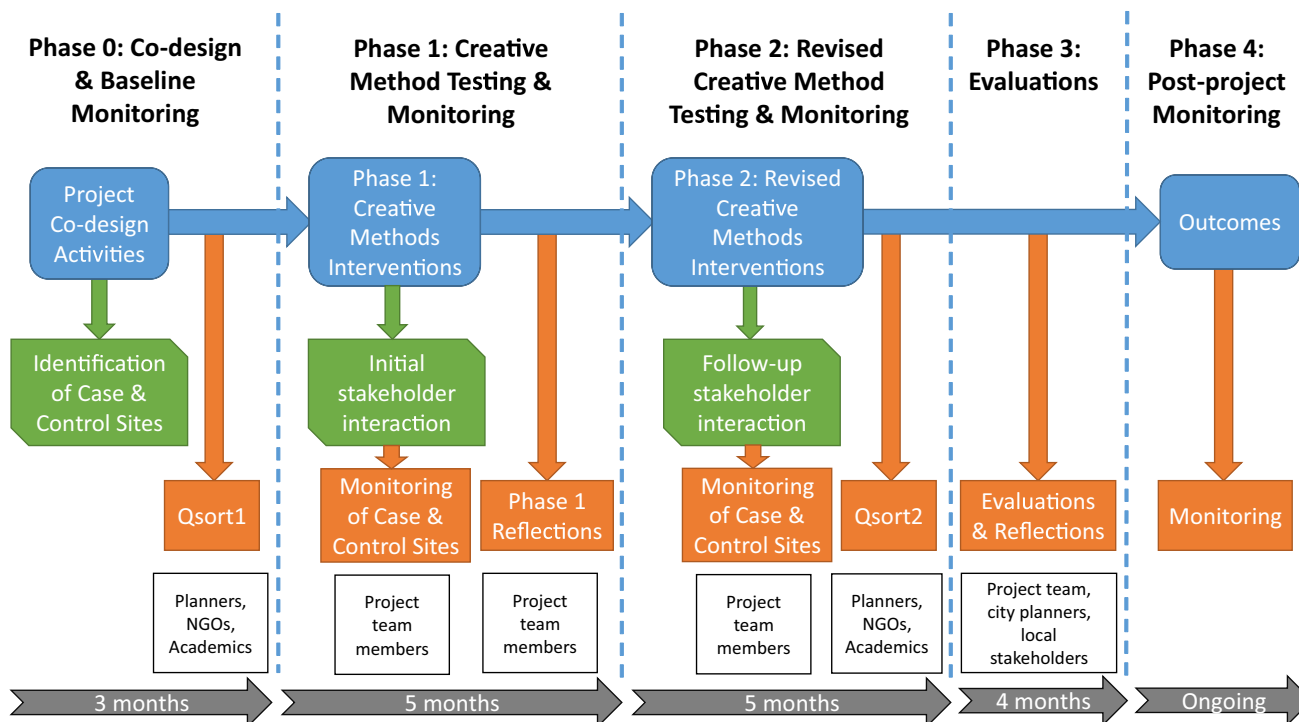 Phase 0: Co-design
& Baseline
Monitoring
Phase 1: Creative
Method Testing &
Monitoring
Phase 2: Revised
Creative Method
Testing & Monitoring
Phase 3:
Evaluations
Phase 4:
Post-project
Monitoring
Project
Co-design
Activities
Phase 1:
Creative
Methods
Interventions
Phase 2: Revised
Creative
Methods
Interventions
Outcomes
Identification
of Case &
Control Sites
Initial
stakeholder
interaction
Follow-up
stakeholder
interaction
Qsort1
Monitoring
of Case &
Control Sites
Phase 1
Reflections
Monitoring
of Case &
Control Sites
Qsort2
Evaluations
& Reflections
Monitoring
Planners,
NGOs,
Academics
Project
team
members
Project
team
members
Project
team
members
Planners,
NGOs,
Academics
Project team,
city planners,
local
stakeholders
3 months
5 months
5 months
4 months
Ongoing